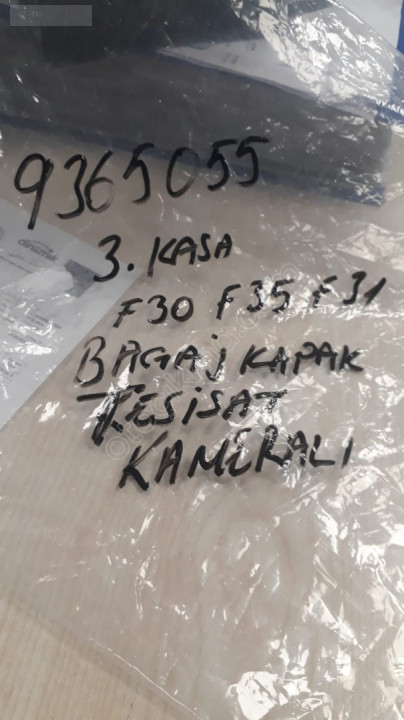 9365055
3. KASA
F30 F35 F31
BAGAj KAPAK
TESiSAT
KAMERALI